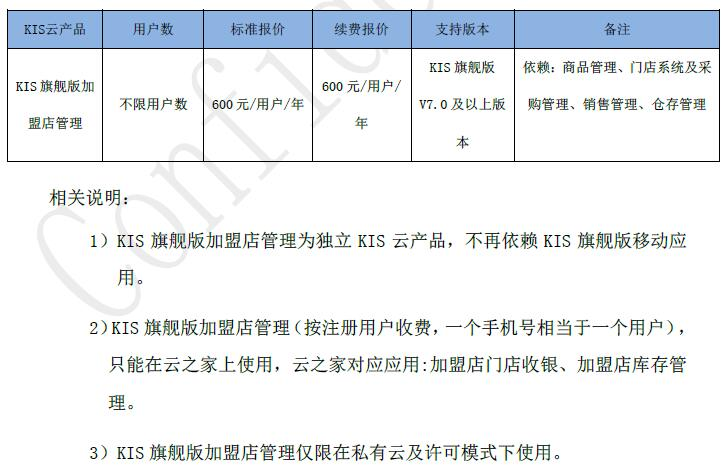 KIS云产品 用户数 标准报价 续费报价 支持版本 备注
KIS 旗舰版加盟店管理 不限用户数 600 元/用户/年 600 元/用户/年 KIS 旗舰版 V7.0 及以上版本 依赖：商品管理、门店系统及采购管理、销售管理、仓存管理
相关说明：
1）KIS 旗舰版加盟店管理为独立 KIS 云产品，不再依赖 KIS 旗舰版移动应
用。
2）KIS 旗舰版加盟店管理（按注册用户收费，一个手机号相当于一个用户），
只能在云之家上使用，云之家对应应用:加盟店门店收银、加盟店库存管
理。
3）KIS 旗舰版加盟店管理仅限在私有云及许可模式下使用。
Confide